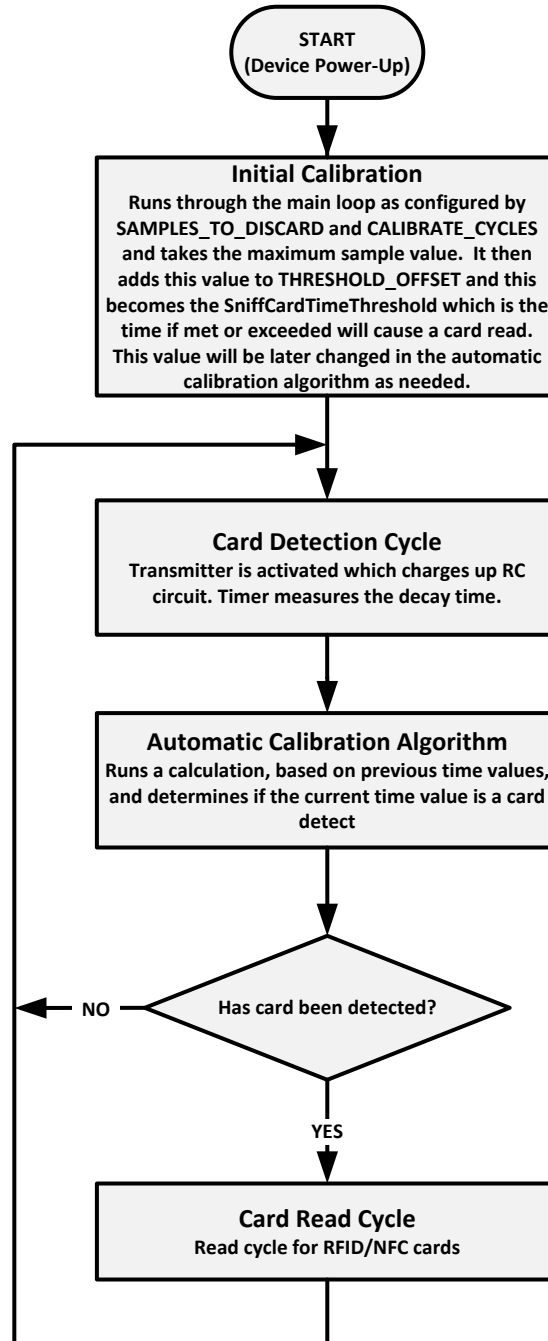 START
(Device Power-Up)
Initial Calibration
Runs through the main loop as configured by
SAMPLES_TO_DISCARD and CALIBRATE_CYCLES
and takes the maximum sample value.  It then
adds this value to THRESHOLD_OFFSET and this
becomes the SniffCardTimeThreshold which is the
time if met or exceeded will cause a card read.
This value will be later changed in the automatic
calibration algorithm as needed.
Card Detection Cycle
Transmitter is activated which charges up RC
circuit. Timer measures the decay time.
Automatic Calibration Algorithm
Runs a calculation, based on previous time values,
and determines if the current time value is a card
detect
Has card been detected?
NO
YES
Card Read Cycle
Read cycle for RFID/NFC cards